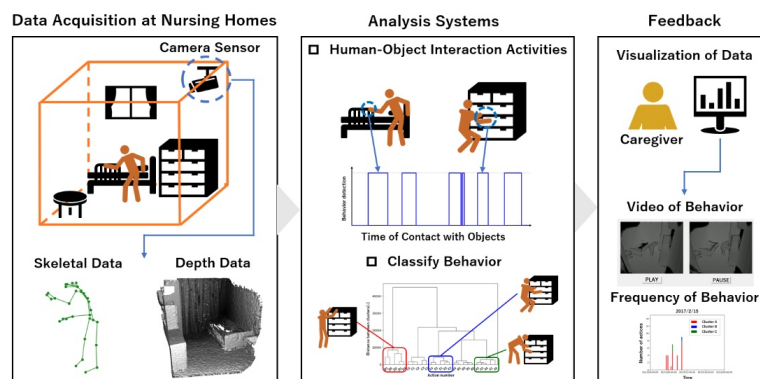 Data Acquisition at Nursing Homes
Camera Sensor
Skeletal Data
Depth Data
Analysis Systems
Human-Object Interaction Activities
Behavior detection
Time of Contact with Objects
Classify Behavior
Action number
Feedback
Visualization of Data
Caregiver
Video of Behavior
PLAY
PAUSE
Frequency of Behavior
2017/2/15
Cluster A
Cluster B
Cluster C
Number of actions
Time